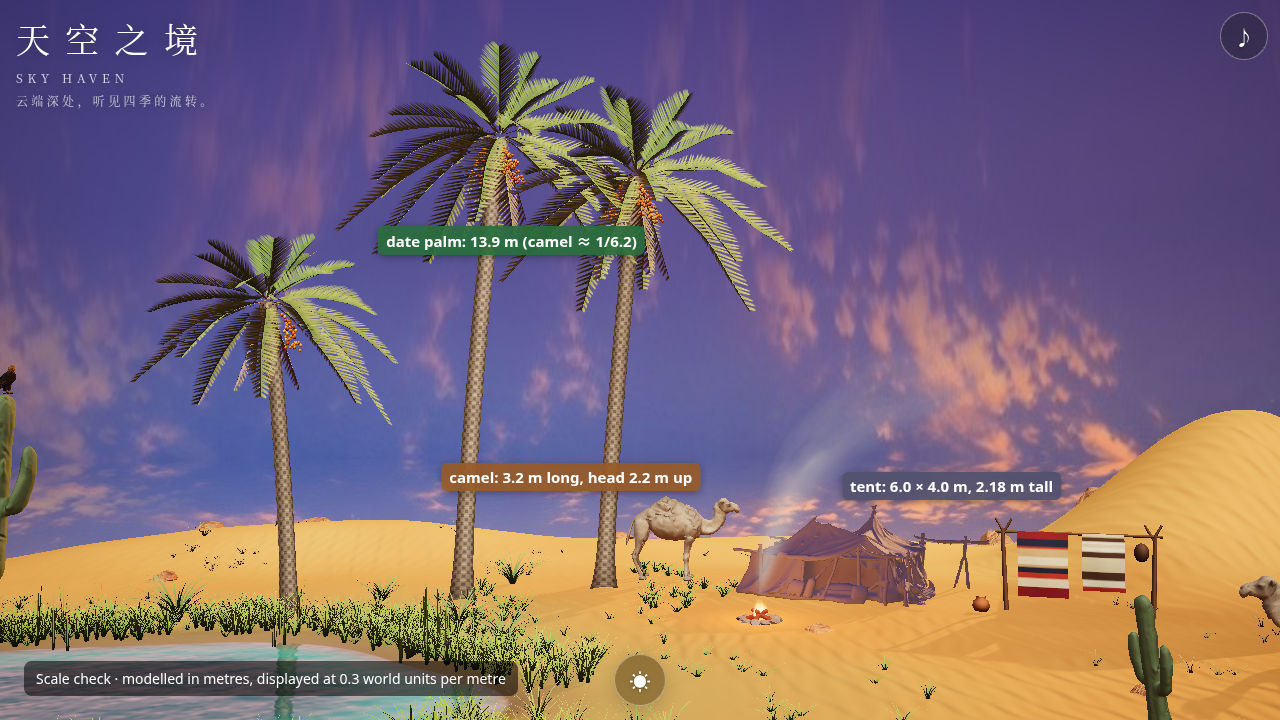 天空之境
SKY HAVEN
云端深处，听见四季的流转。
♪
date palm: 13.9 m (camel ≈ 1/6.2)
camel: 3.2 m long, head 2.2 m up
tent: 6.0 × 4.0 m, 2.18 m tall
Scale check · modelled in metres, displayed at 0.3 world units per metre